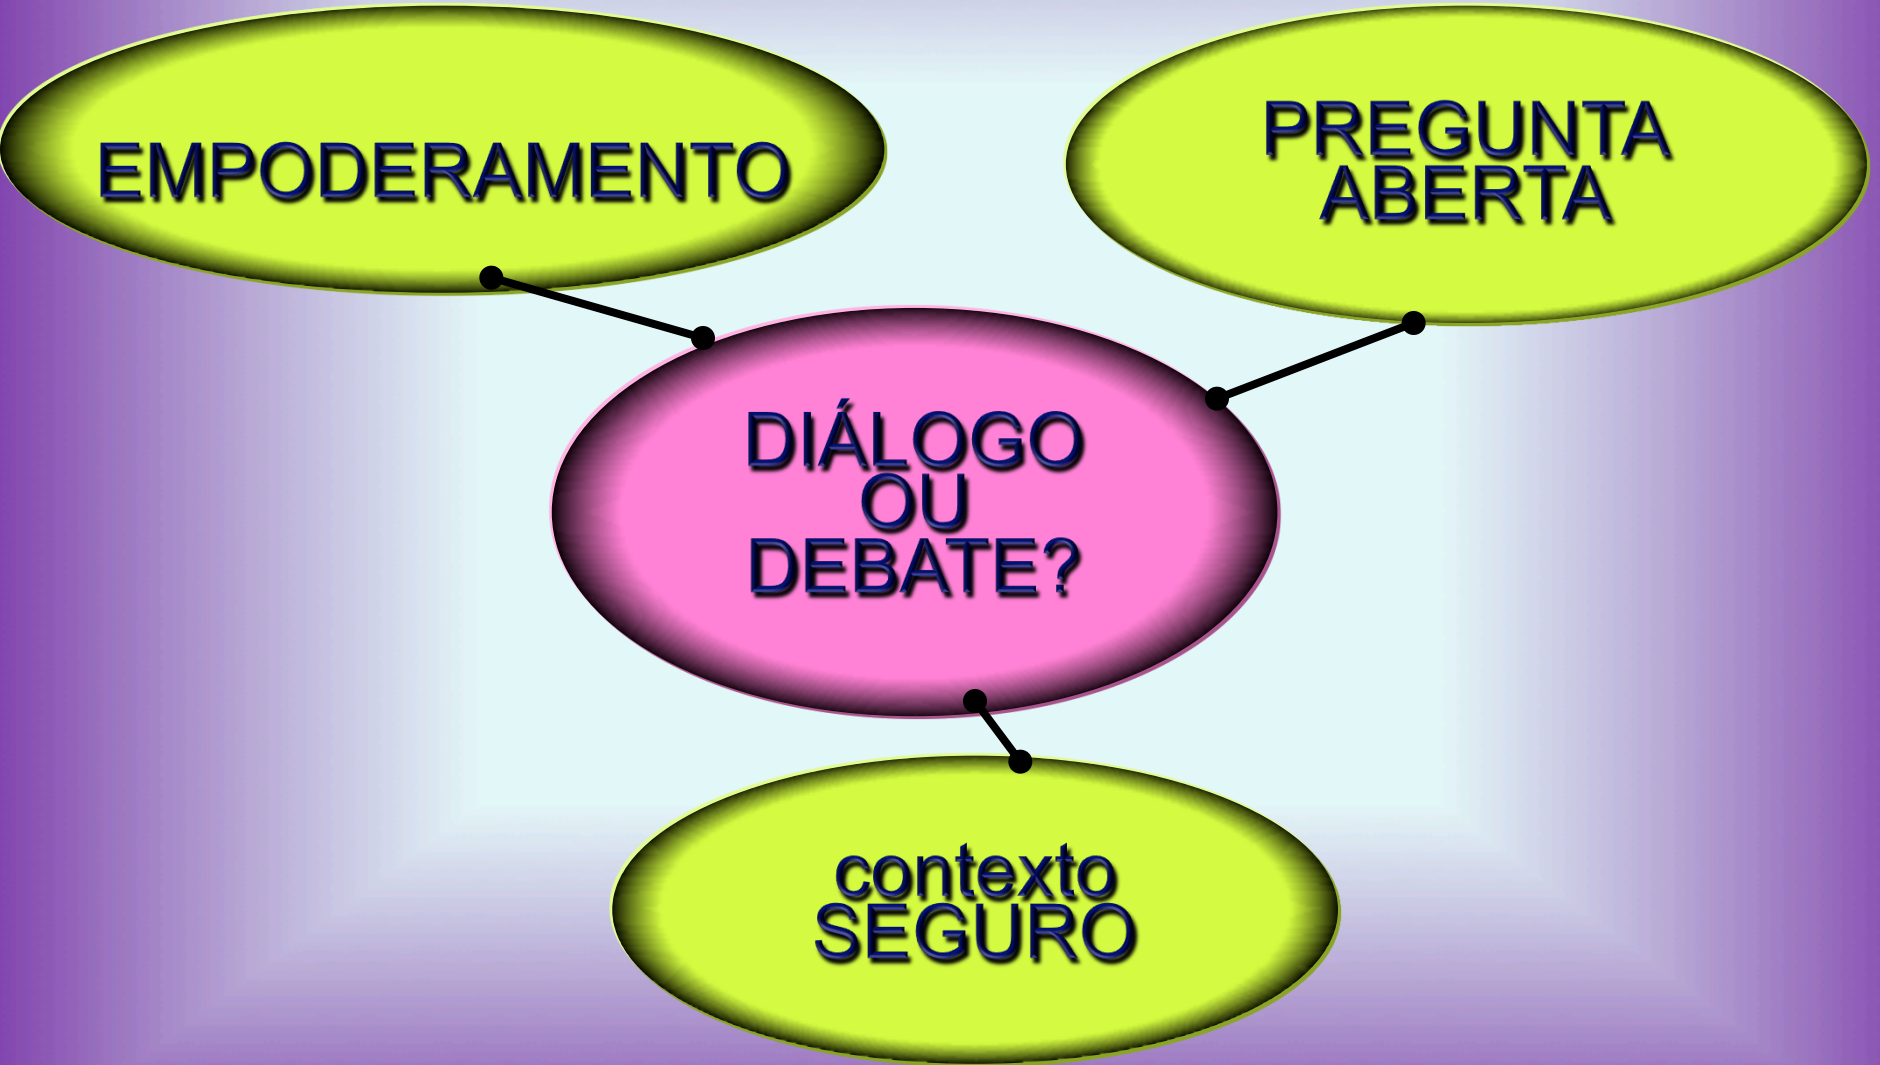 EMPODERAMENTO
PREGUNTA
ABERTA
DIÁLOGO
OU
DEBATE?
contexto
SEGURO